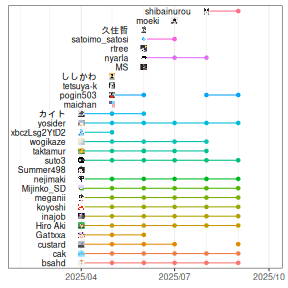 shibainurou
moeki
久住哲
satoimo_satosi
rtree
nyarla
MS
ししかわ
tetsuya-k
pogin503
maichan
カイト
yosider
xbczLsg2YtD2
wogikaze
taktamur
suto3
Summer498
nejimaki
Mijinko_SD
meganii
koyoshi
inajob
Hiro Aki
Gattxxa
custard
cak
bsahd
2025/04 2025/07 2025/10